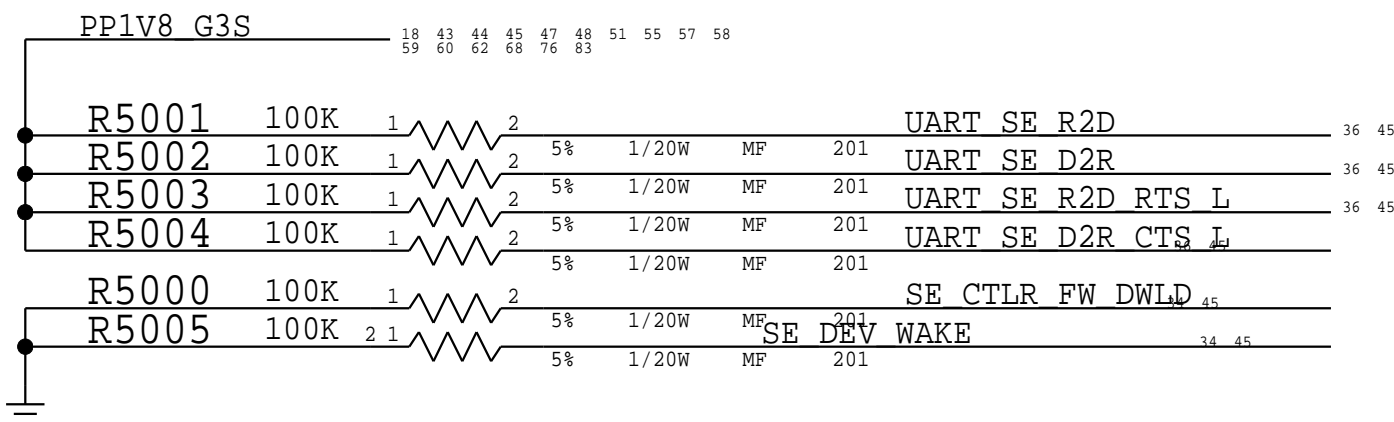 PP1V8_G3S 18 43 44 45 47 48 51 55 57 58
59 60 62 68 76 83
R5001 100K 1 2 UART_SE_R2D 36 45
5% 1/20W MF 201
R5002 100K 1 2 UART_SE_D2R 36 45
5% 1/20W MF 201
R5003 100K 1 2 UART_SE_R2D_RTS_L 36 45
5% 1/20W MF 201
R5004 100K 1 2 UART_SE_D2R_CTS_L 36 45
5% 1/20W MF 201
R5000 100K 1 2 SE_CTLR_FW_DWLD 34 45
5% 1/20W MF 201
R5005 100K 2 1 SE_DEV_WAKE 34 45
5% 1/20W MF 201